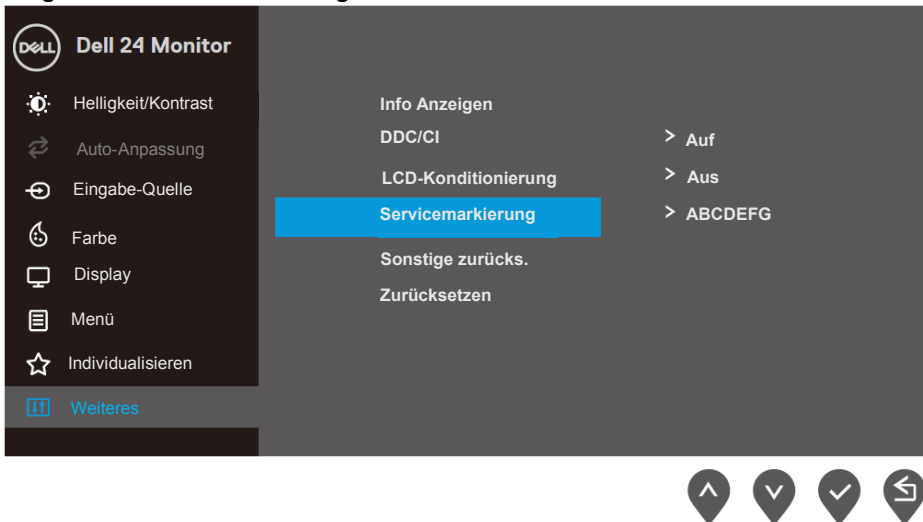 DELL Dell 24 Monitor
Helligkeit/Kontrast
Auto-Anpassung
Eingabe-Quelle
Farbe
Display
Menü
Individualisieren
Weiteres
Info Anzeigen
DDC/CI > Auf
LCD-Konditionierung > Aus
Servicemarkierung > ABCDEFG
Sonstige zurücks.
Zurücksetzen